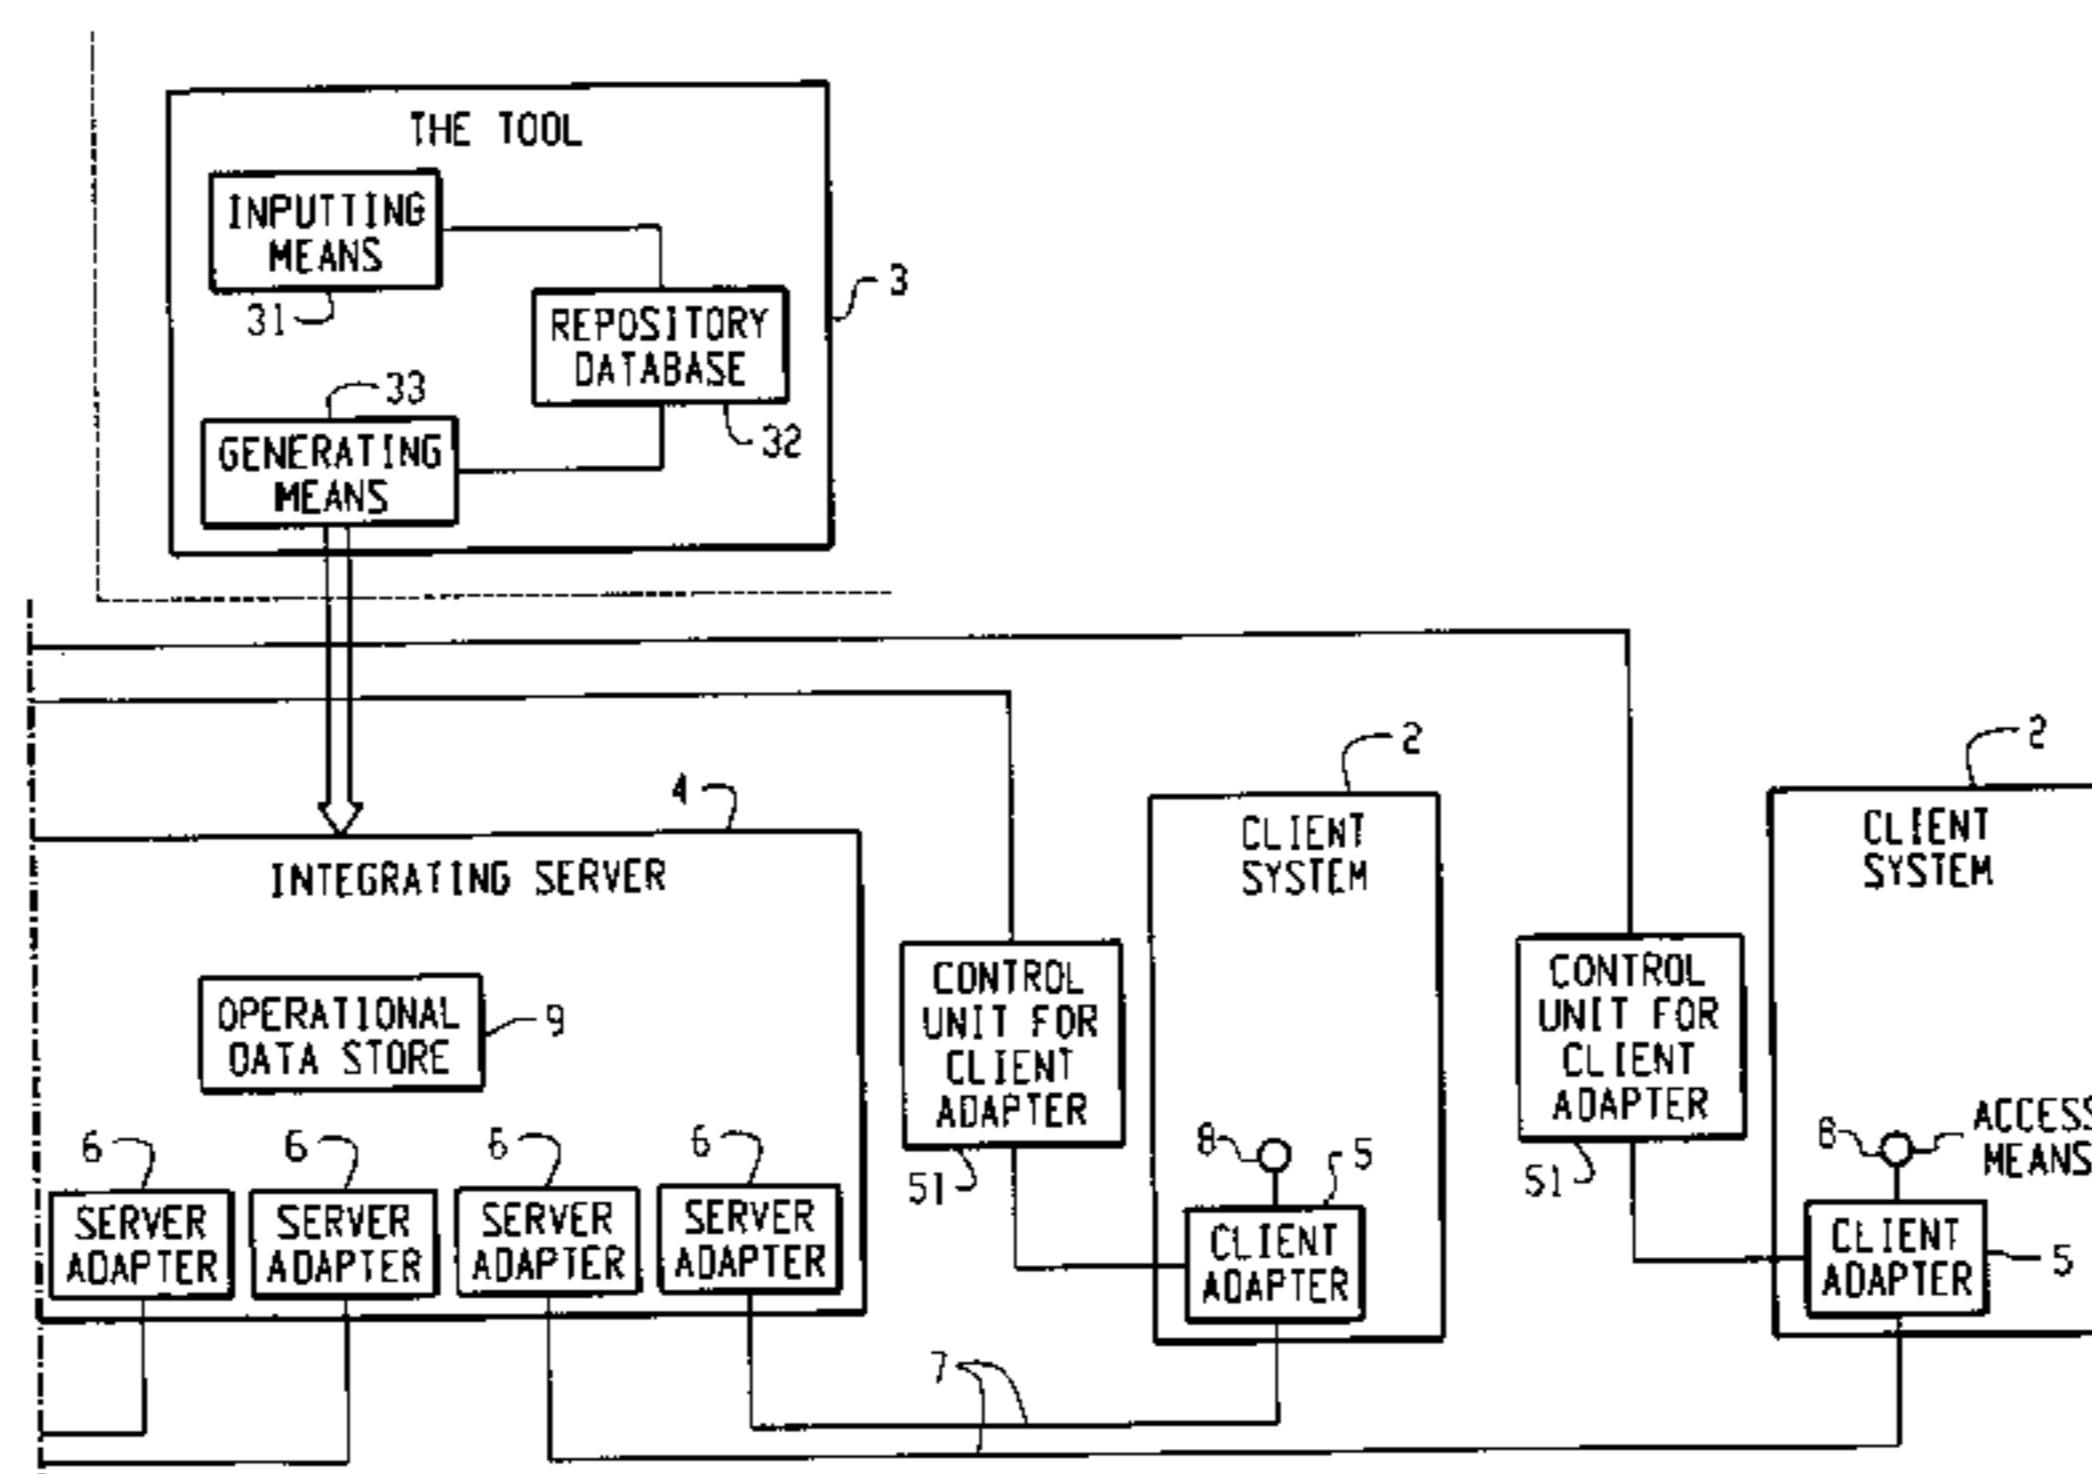 THE TOOL
INPUTTING
MEANS
31
REPOSITORY
DATABASE
3
33
32
GENERATING
MEANS
4
INTEGRATING SERVER
OPERATIONAL
DATA STORE
9
6
6
6
6
SERVER
ADAPTER
SERVER
ADAPTER
SERVER
ADAPTER
SERVER
ADAPTER
CONTROL
UNIT FOR
CLIENT
ADAPTER
51
2
CLIENT
SYSTEM
8
5
CLIENT
ADAPTER
7
CONTROL
UNIT FOR
CLIENT
ADAPTER
51
2
CLIENT
SYSTEM
8
ACCESS
MEANS
CLIENT
ADAPTER
5